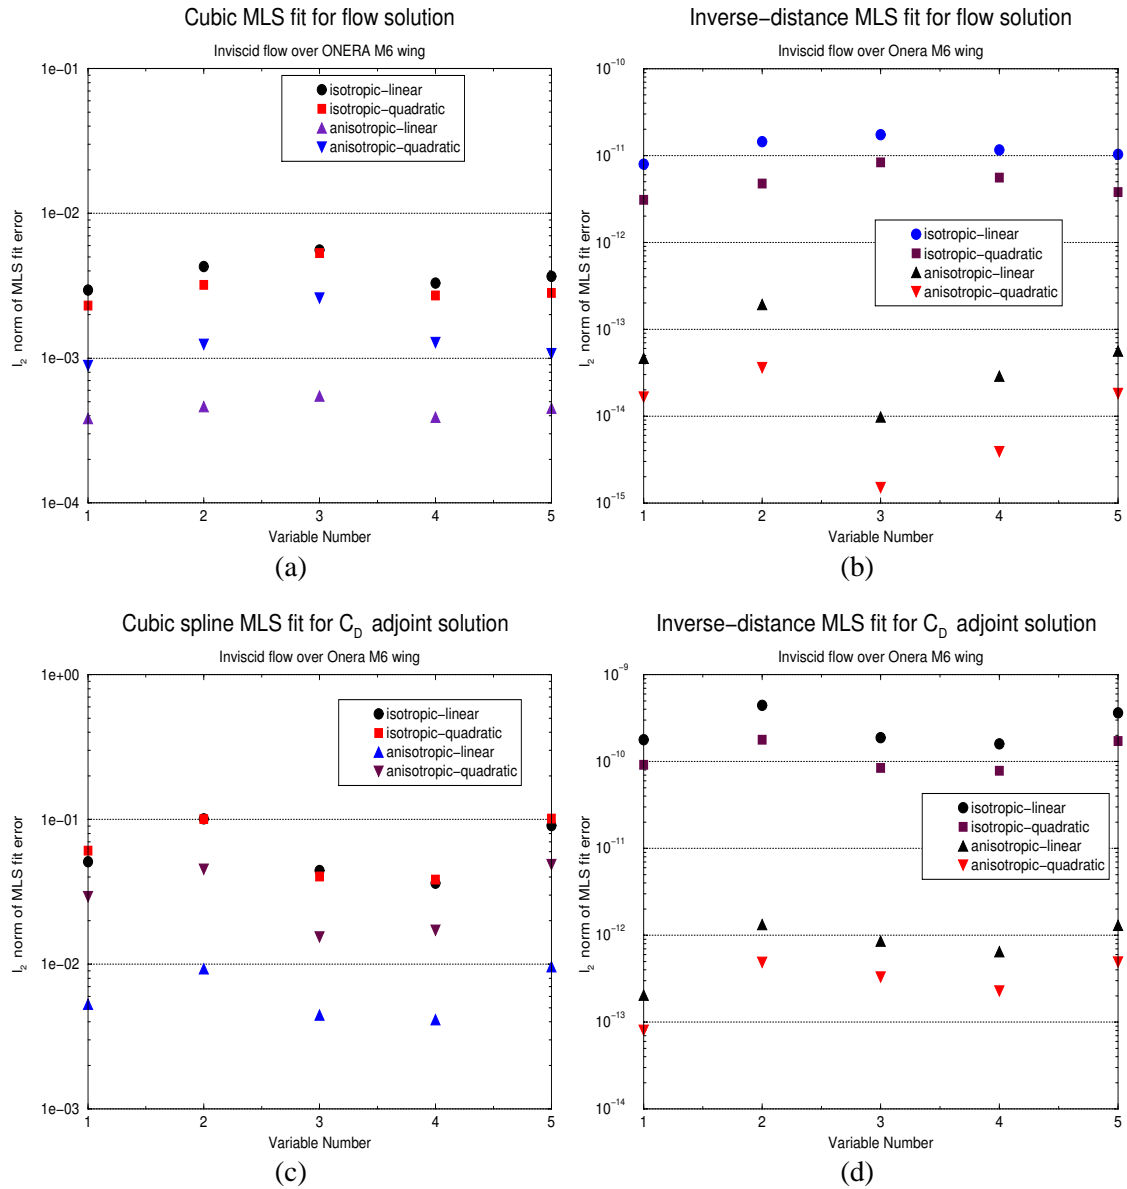 Cubic MLS fit for flow solution
Inviscid flow over ONERA M6 wing
1e−01
1e−02
1e−03
1e−04
l2 norm of MLS fit error
isotropic−linear
isotropic−quadratic
anisotropic−linear
anisotropic−quadratic
1 2 3 4 5
Variable Number
(a)
Inverse−distance MLS fit for flow solution
Inviscid flow over Onera M6 wing
10−10
10−11
10−12
10−13
10−14
10−15
l2 norm of MLS fit error
isotropic−linear
isotropic−quadratic
anisotropic−linear
anisotropic−quadratic
1 2 3 4 5
Variable Number
(b)
Cubic spline MLS fit for CD adjoint solution
Inviscid flow over Onera M6 wing
1e+00
1e−01
1e−02
1e−03
l2 norm of MLS fit error
isotropic−linear
isotropic−quadratic
anisotropic−linear
anisotropic−quadratic
1 2 3 4 5
Variable Number
(c)
Inverse−distance MLS fit for CD adjoint solution
Inviscid flow over Onera M6 wing
10−9
10−10
10−11
10−12
10−13
10−14
l2 norm of MLS fit error
isotropic−linear
isotropic−quadratic
anisotropic−linear
anisotropic−quadratic
1 2 3 4 5
Variable Number
(d)